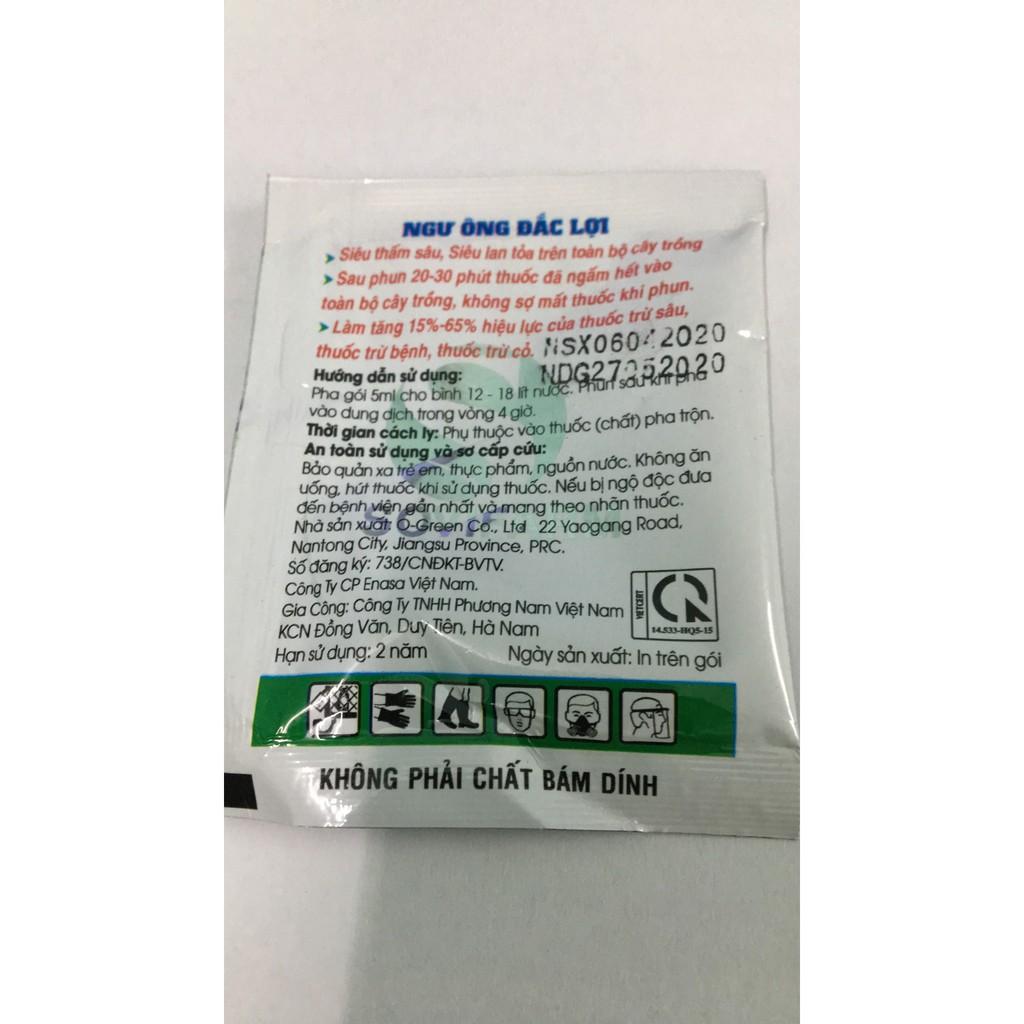 NGƯ ÔNG ĐẮC LỢI
Siêu thấm sâu, Siêu lan tỏa trên toàn bộ cây trồng
Sau phun 20-30 phút thuốc đã ngấm hết vào
toàn bộ cây trồng, không sợ mất thuốc khi phun.
Làm tăng 15%-65% hiệu lực của thuốc trừ sâu,
thuốc trừ bệnh, thuốc trừ cỏ.
NSX06042020
NDG27052020
Hướng dẫn sử dụng:
Pha gói 5ml cho bình 12 - 18 lít nước. Phun sau khi pha
vào dung dịch trong vòng 4 giờ.
Thời gian cách ly: Phụ thuộc vào thuốc (chất) pha trộn.
An toàn sử dụng và sơ cấp cứu:
Bảo quản xa trẻ em, thực phẩm, nguồn nước. Không ăn
uống, hút thuốc khi sử dụng thuốc. Nếu bị ngộ độc đưa
đến bệnh viện gần nhất và mang theo nhãn thuốc.
Nhà sản xuất: O-Green Co., Ltd 22 Yaogang Road,
Nantong City, Jiangsu Province, PRC.
Số đăng ký: 738/CNĐKT-BVTV.
Công Ty CP Enasa Việt Nam.
Gia Công: Công Ty TNHH Phương Nam Việt Nam
KCN Đồng Văn, Duy Tiên, Hà Nam
VIETCERT
14.533-HQ5-15
Hạn sử dụng: 2 năm
Ngày sản xuất: In trên gói
KHÔNG PHẢI CHẤT BÁM DÍNH